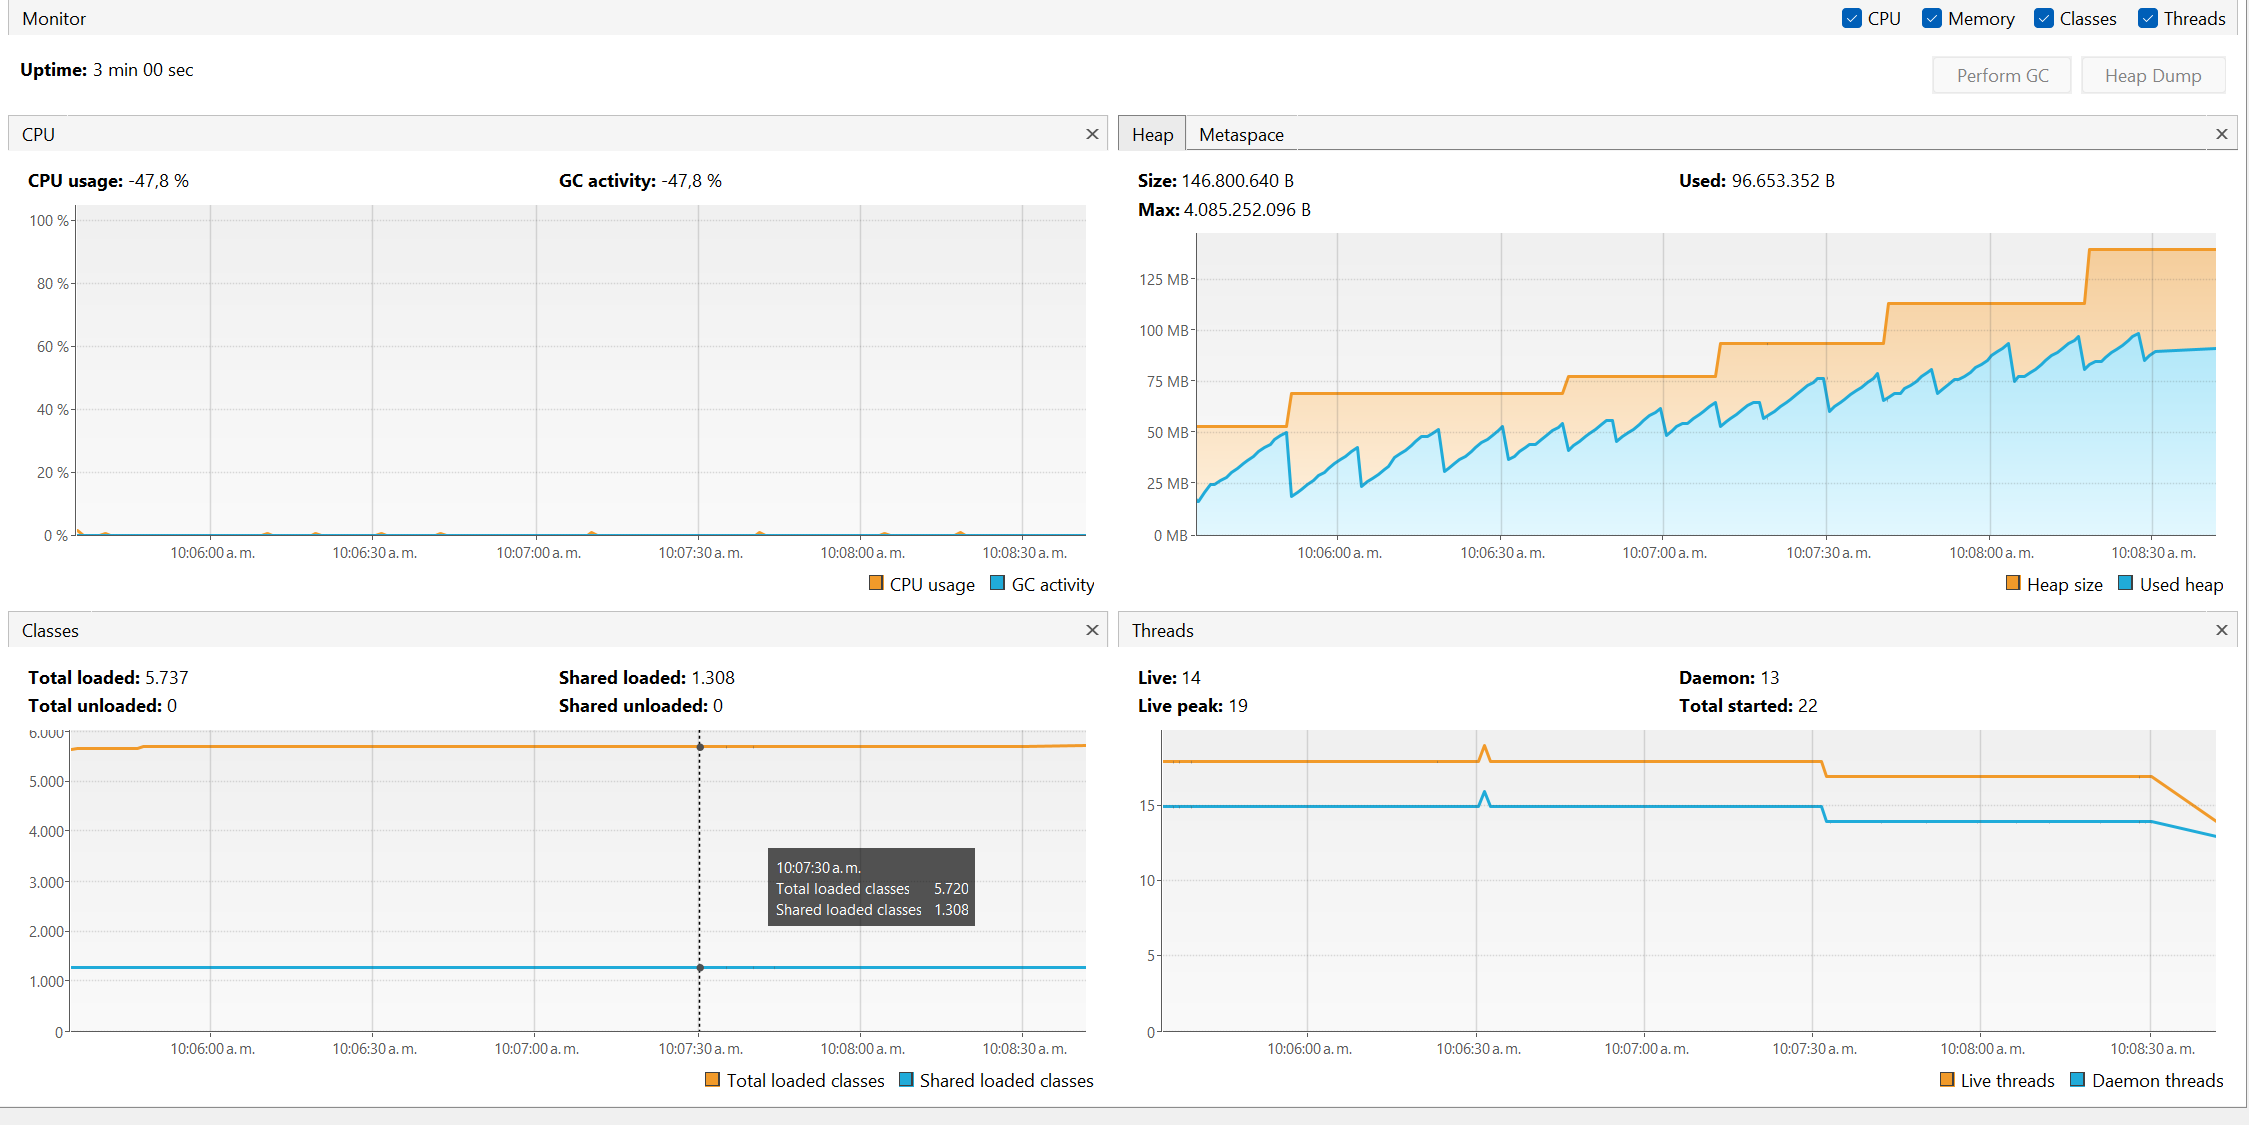 Monitor
CPU Memory Classes Threads
Uptime: 3 min 00 sec
Perform GC Heap Dump
CPU
CPU usage: -47,8 % GC activity: -47,8 %
100 %
80 %
60 %
40 %
20 %
0 %
10:06:00 a. m. 10:06:30 a. m. 10:07:00 a. m. 10:07:30 a. m. 10:08:00 a. m. 10:08:30 a. m.
CPU usage GC activity
Heap Metaspace
Size: 146.800.640 B Used: 96.653.352 B
Max: 4.085.252.096 B
125 MB
100 MB
75 MB
50 MB
25 MB
0 MB
10:06:00 a. m. 10:06:30 a. m. 10:07:00 a. m. 10:07:30 a. m. 10:08:00 a. m. 10:08:30 a. m.
Heap size Used heap
Classes
Total loaded: 5.737 Shared loaded: 1.308
Total unloaded: 0 Shared unloaded: 0
6.000
5.000
4.000
3.000
2.000
1.000
0
10:07:30 a. m.
Total loaded classes 5.720
Shared loaded classes 1.308
10:06:00 a. m. 10:06:30 a. m. 10:07:00 a. m. 10:07:30 a. m. 10:08:00 a. m. 10:08:30 a. m.
Total loaded classes Shared loaded classes
Threads
Live: 14 Daemon: 13
Live peak: 19 Total started: 22
15
10
5
0
10:06:00 a. m. 10:06:30 a. m. 10:07:00 a. m. 10:07:30 a. m. 10:08:00 a. m. 10:08:30 a. m.
Live threads Daemon threads